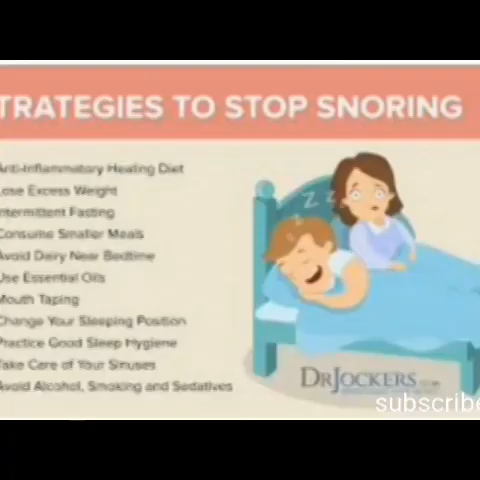 TRATEGIES TO STOP SNORING
Anti-Inflammatory Healing Diet
Lose Excess Weight
ntermittent Fasting
Consume Smaller Meals
Avoid Dairy Near Bedtime
Use Essential Oils
Mouth Taping
Change Your Sleeping Position
Practice Good Sleep Hygiene
Take Care of Your Sinuses
Avoid Alcohol, Smoking and Sedatives
Z Z Z Z
DRJOCKERS.COM
subscribe